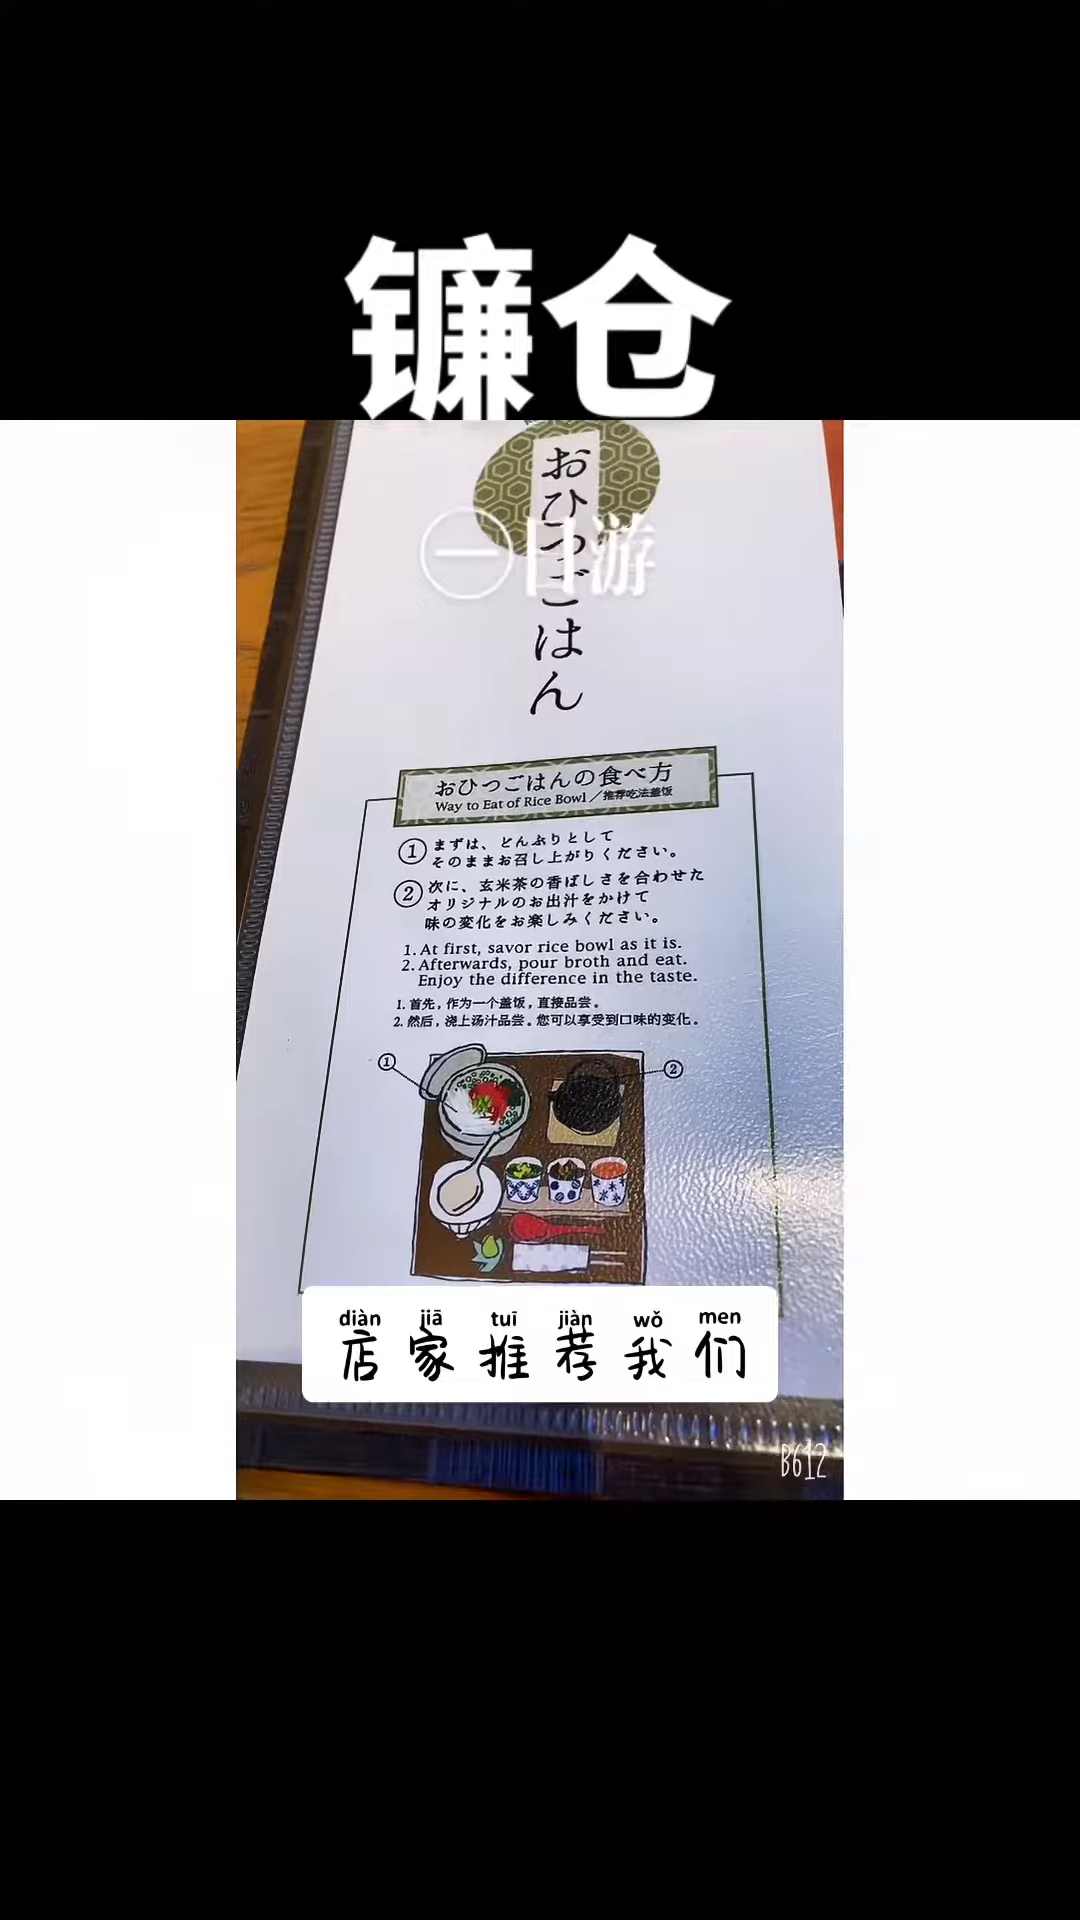 镰仓
おひつごはん
一日游
おひつごはんの食べ方
Way to Eat of Rice Bowl／推荐吃法盖饭
① まずは、どんぶりとして
そのままお召し上がりください。
② 次に、玄米茶の香ばしさを合わせた
オリジナルのお出汁をかけて
味の変化をお楽しみください。
1. At first, savor rice bowl as it is.
2. Afterwards, pour broth and eat.
Enjoy the difference in the taste.
1. 首先，作为一个盖饭，直接品尝。
2. 然后，浇上汤汁品尝。您可以享受到口味的变化。
①
②
diàn jiā tuī jiàn wǒ men
店家推荐我们
B612